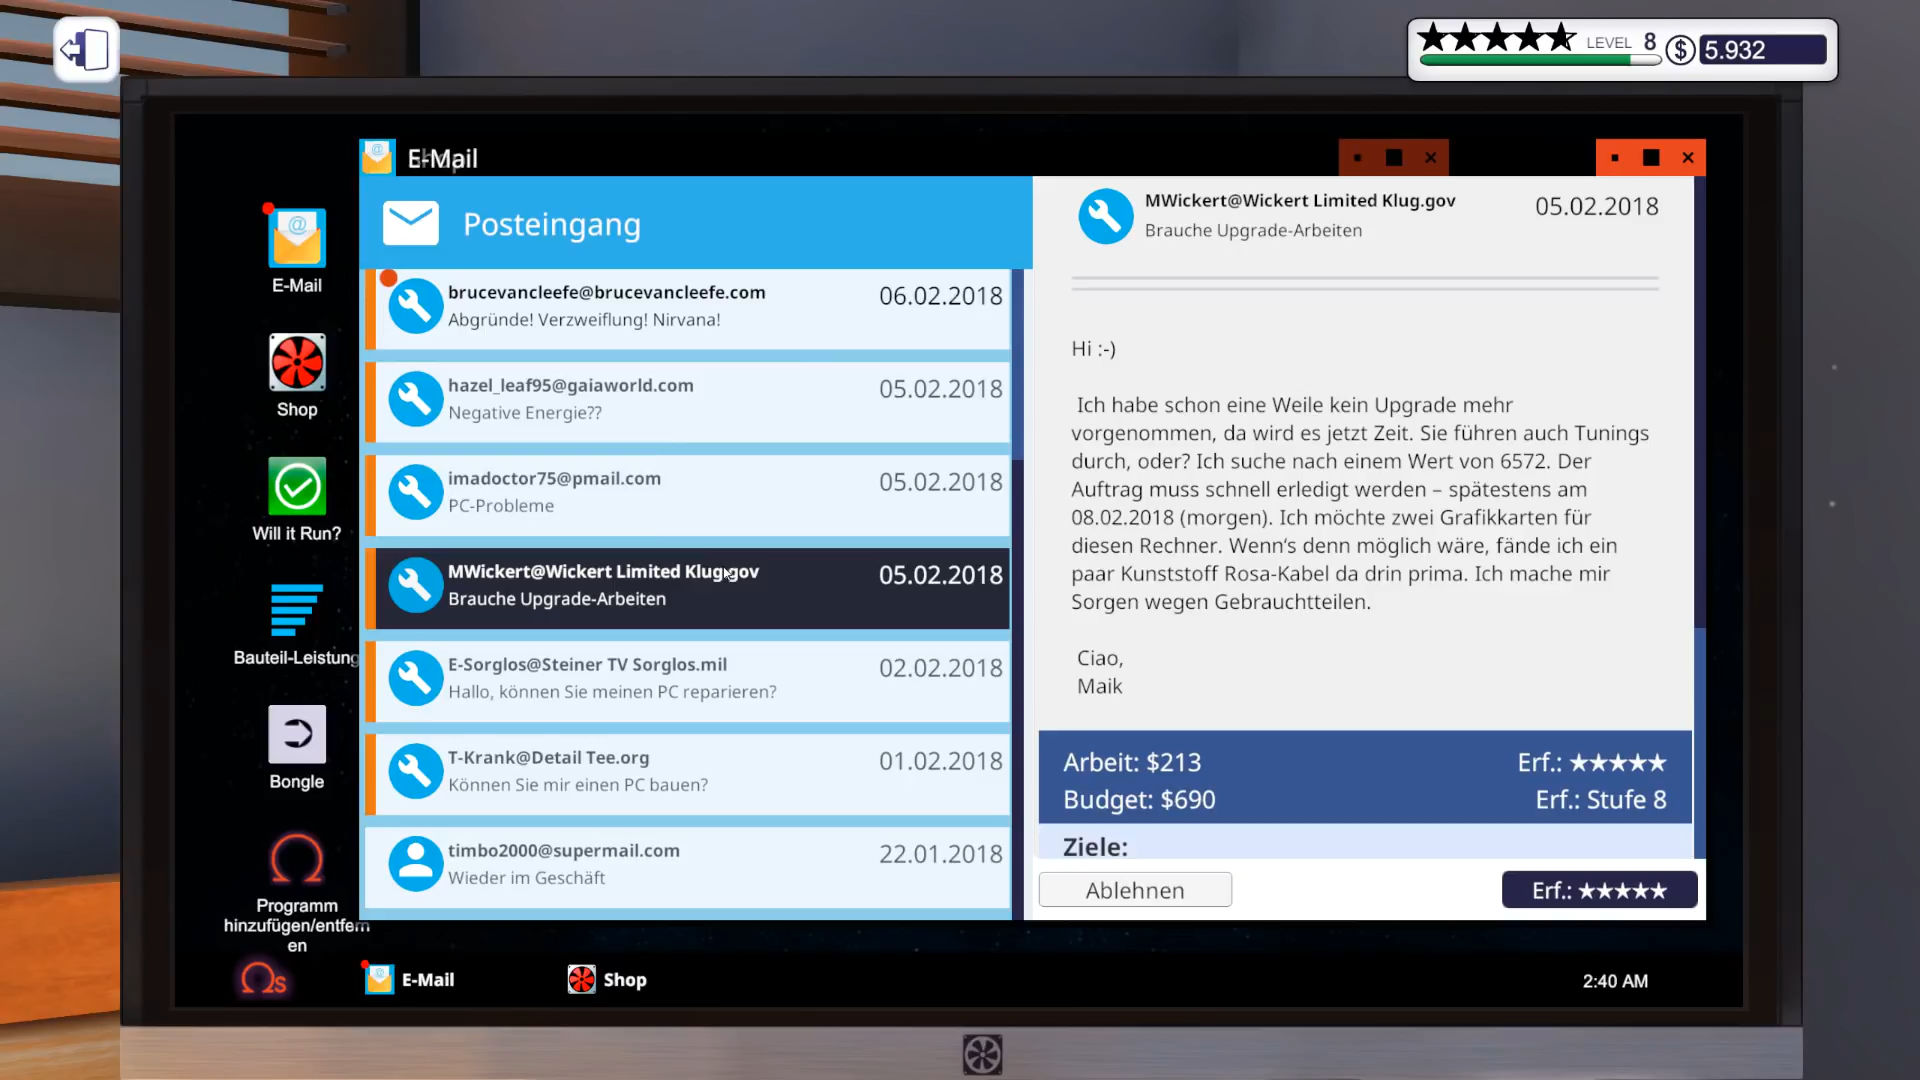 LEVEL 8
$ 5.932
E-Mail
Posteingang
brucevancleefe@brucevancleefe.com
06.02.2018
Abgründe! Verzweiflung! Nirvana!
hazel_leaf95@gaiaworld.com
05.02.2018
Negative Energie??
imadoctor75@pmail.com
05.02.2018
PC-Probleme
MWickert@Wickert Limited Klug.gov
05.02.2018
Brauche Upgrade-Arbeiten
E-Sorglos@Steiner TV Sorglos.mil
02.02.2018
Hallo, können Sie meinen PC reparieren?
T-Krank@Detail Tee.org
01.02.2018
Können Sie mir einen PC bauen?
timbo2000@supermail.com
22.01.2018
Wieder im Geschäft
MWickert@Wickert Limited Klug.gov
05.02.2018
Brauche Upgrade-Arbeiten
Hi :-)
Ich habe schon eine Weile kein Upgrade mehr
vorgenommen, da wird es jetzt Zeit. Sie führen auch Tunings
durch, oder? Ich suche nach einem Wert von 6572. Der
Auftrag muss schnell erledigt werden – spätestens am
08.02.2018 (morgen). Ich möchte zwei Grafikkarten für
diesen Rechner. Wenn's denn möglich wäre, fände ich ein
paar Kunststoff Rosa-Kabel da drin prima. Ich mache mir
Sorgen wegen Gebrauchtteilen.
Ciao,
Maik
Arbeit: $213
Erf.: ★★★★★
Budget: $690
Erf.: Stufe 8
Ziele:
Ablehnen
Erf.: ★★★★★
E-Mail
Shop
Will it Run?
Bauteil-Leistung
Bongle
Programm
hinzufügen/entfern
en
Ωs
E-Mail
Shop
2:40 AM